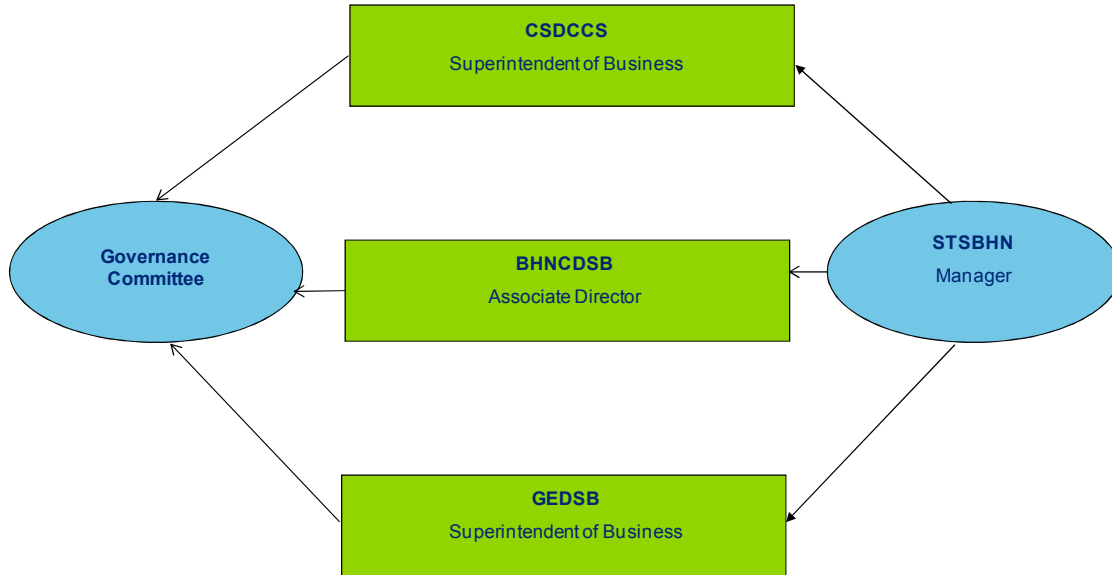 CSDCCS
Superintendent of Business
Governance
Committee
BHNCDSB
Associate Director
STSBHN
Manager
GEDSB
Superintendent of Business